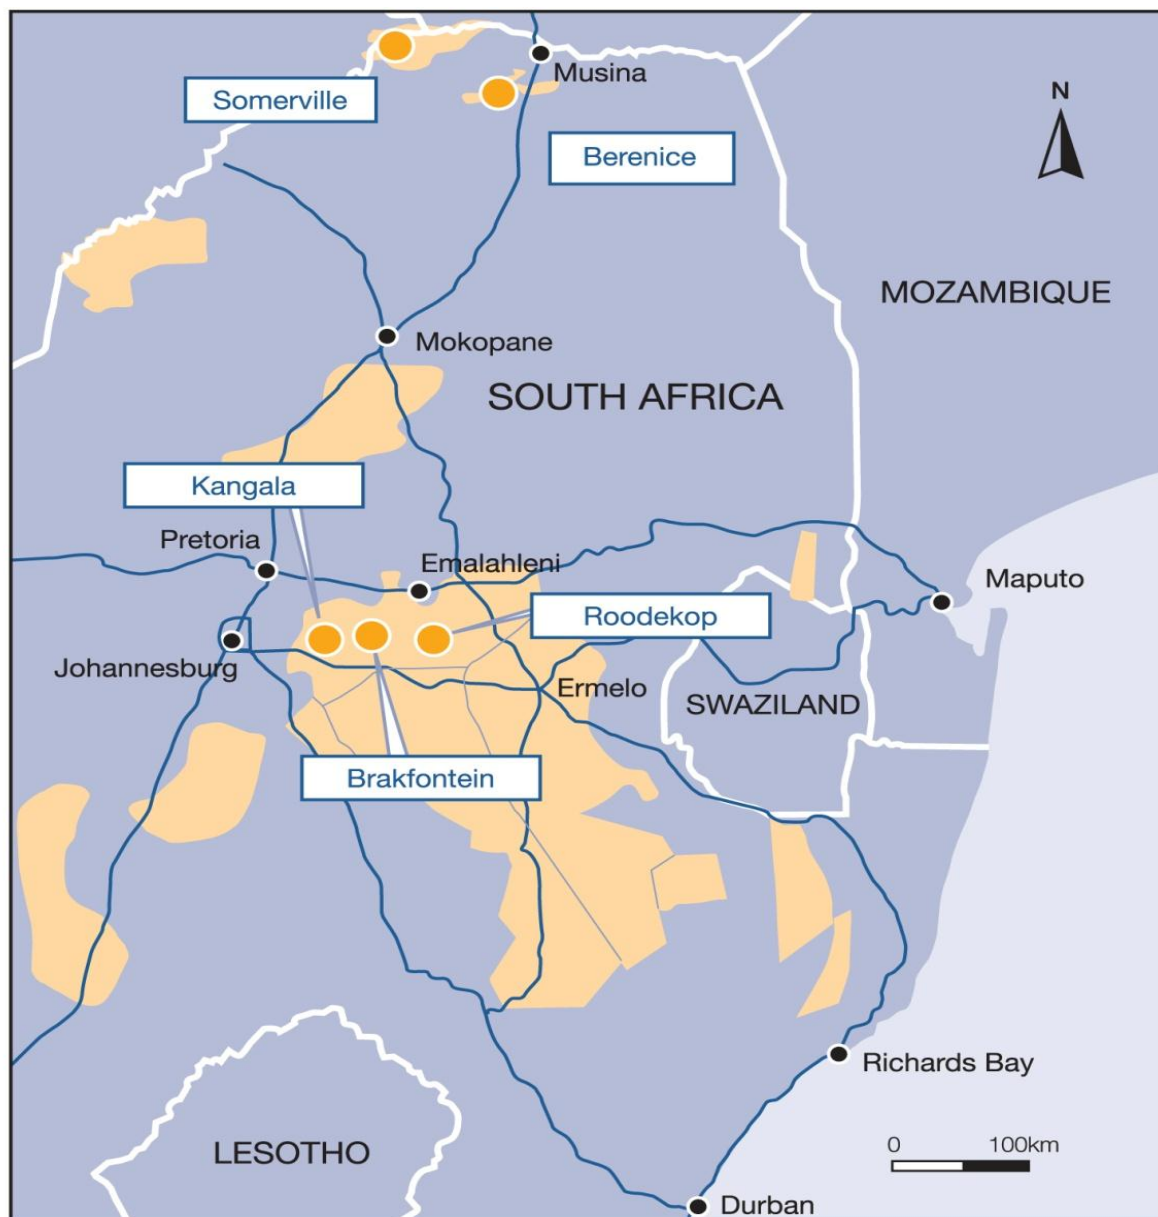 Musina
Somerville
N
Berenice
MOZAMBIQUE
Mokopane
SOUTH AFRICA
Kangala
Pretoria
Emalahleni
Maputo
Roodekop
Johannesburg
Ermelo
SWAZILAND
Brakfontein
Richards Bay
0 100km
LESOTHO
Durban